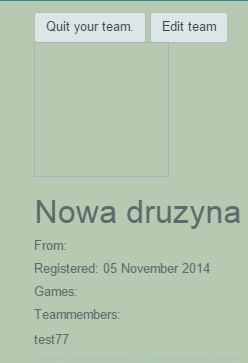 Quit your team. Edit team
Nowa druzyna
From:
Registered: 05 November 2014
Games:
Teammembers:
test77